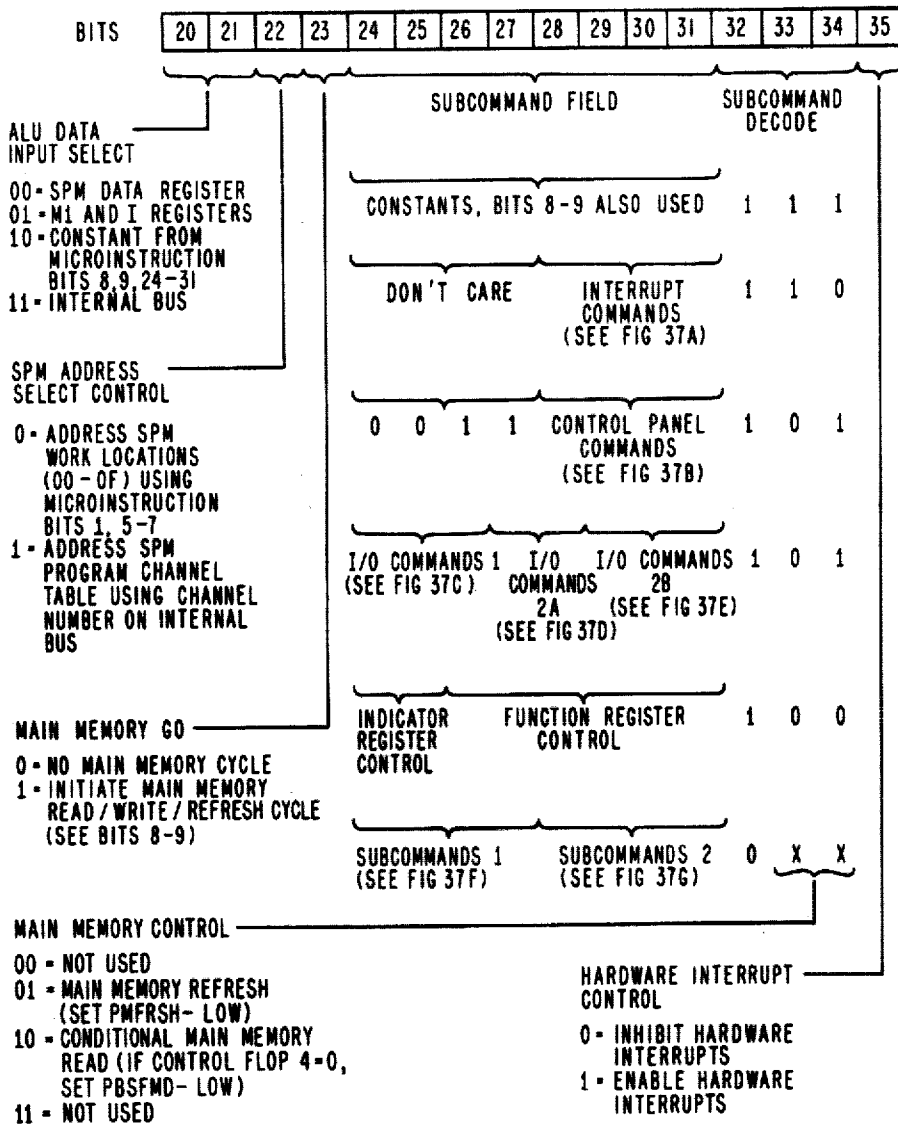 BITS 20 21 22 23 24 25 26 27 28 29 30 31 32 33 34 35
SUBCOMMAND FIELD
SUBCOMMAND
DECODE
ALU DATA
INPUT SELECT
00 = SPM DATA REGISTER
01 = M1 AND I REGISTERS
10 = CONSTANT FROM
MICROINSTRUCTION
BITS 8,9,24-31
11 = INTERNAL BUS
CONSTANTS, BITS 8-9 ALSO USED 1 1 1
DON'T CARE
INTERRUPT
COMMANDS
(SEE FIG 37A)
1 1 0
SPM ADDRESS
SELECT CONTROL
0 = ADDRESS SPM
WORK LOCATIONS
(00-0F) USING
MICROINSTRUCTION
BITS 1, 5-7
1 = ADDRESS SPM
PROGRAM CHANNEL
TABLE USING CHANNEL
NUMBER ON INTERNAL
BUS
0 0 1 1
CONTROL PANEL
COMMANDS
(SEE FIG 37B)
1 0 1
I/O COMMANDS 1
(SEE FIG 37C)
I/O
COMMANDS
2A
(SEE FIG 37D)
I/O COMMANDS
2B
(SEE FIG 37E)
1 0 1
MAIN MEMORY GO
0 = NO MAIN MEMORY CYCLE
1 = INITIATE MAIN MEMORY
READ / WRITE / REFRESH CYCLE
(SEE BITS 8-9)
INDICATOR
REGISTER
CONTROL
FUNCTION REGISTER
CONTROL
1 0 0
SUBCOMMANDS 1
(SEE FIG 37F)
SUBCOMMANDS 2
(SEE FIG 37G)
0 X X
MAIN MEMORY CONTROL
00 = NOT USED
01 = MAIN MEMORY REFRESH
(SET PMFRSH- LOW)
10 = CONDITIONAL MAIN MEMORY
READ (IF CONTROL FLOP 4=0,
SET PBSFMD- LOW)
11 = NOT USED
HARDWARE INTERRUPT
CONTROL
0 = INHIBIT HARDWARE
INTERRUPTS
1 = ENABLE HARDWARE
INTERRUPTS